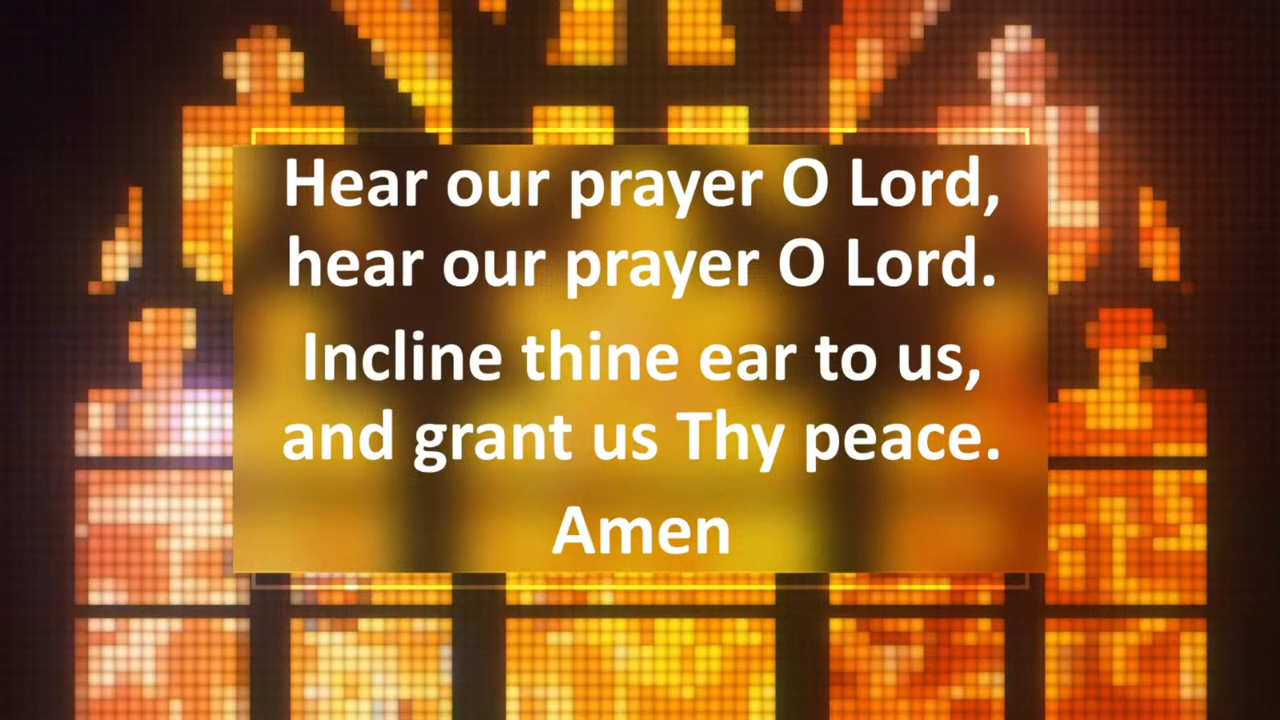 Hear our prayer O Lord,
hear our prayer O Lord.
Incline thine ear to us,
and grant us Thy peace.
Amen